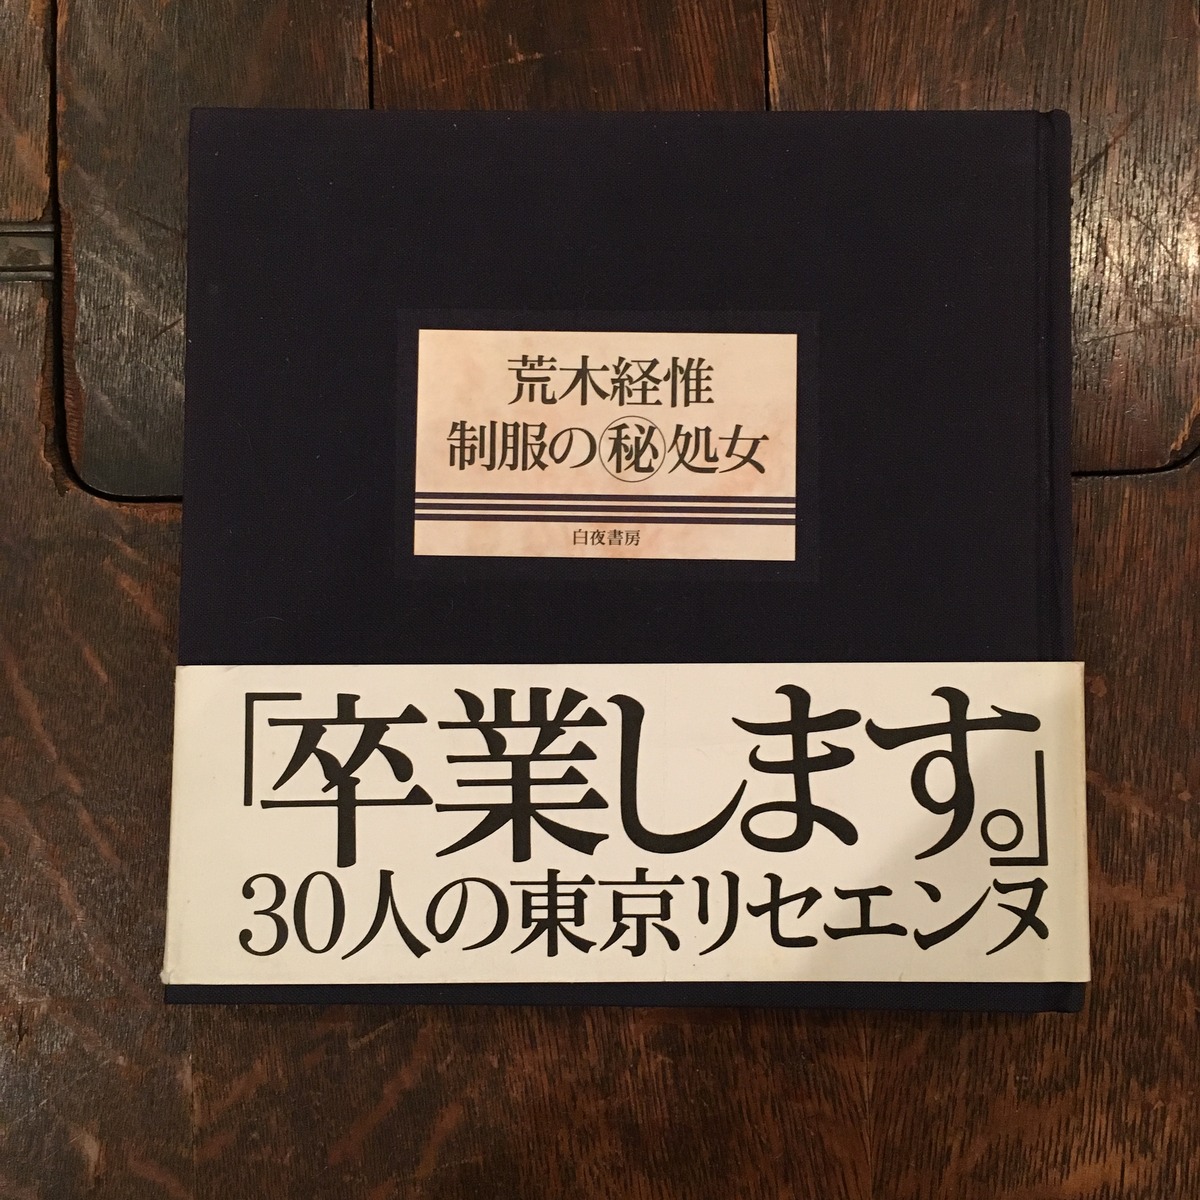 荒木経惟
制服の㊙処女
白夜書房
「卒業します。」
30人の東京リセエンヌ